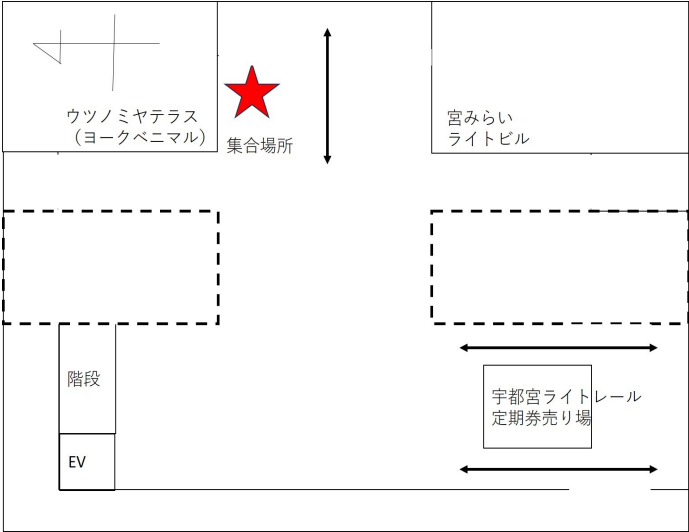 ウツノミヤテラス
（ヨークベニマル）
集合場所
宮みらい
ライトビル
階段
宇都宮ライトレール
定期券売り場
EV